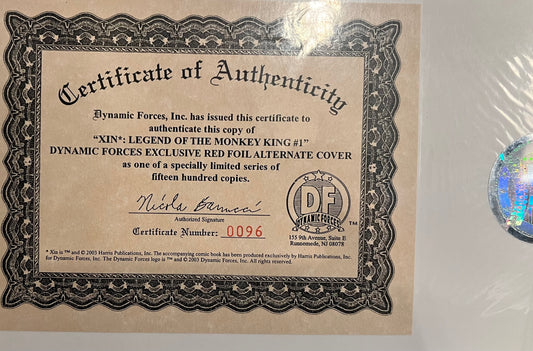 Certificate of Authenticity
Dynamic Forces, Inc. has issued this certificate to
authenticate this copy of
"XIN*: LEGEND OF THE MONKEY KING #1"
DYNAMIC FORCES EXCLUSIVE RED FOIL ALTERNATE COVER
as one of a specially limited series of
fifteen hundred copies.
Authorized Signature
Certificate Number: 0096
DF
DYNAMIC FORCES
155 9th Avenue, Suite E
Runnemede, NJ 08078
* Xin is ™ and © 2003 Harris Publications, Inc. The accompanying comic book has been produced exclusively by Harris Publications, Inc.
for Dynamic Forces, Inc. The Dynamic Forces logo is ™ and © 2003 Dynamic Forces, Inc. All rights reserved.